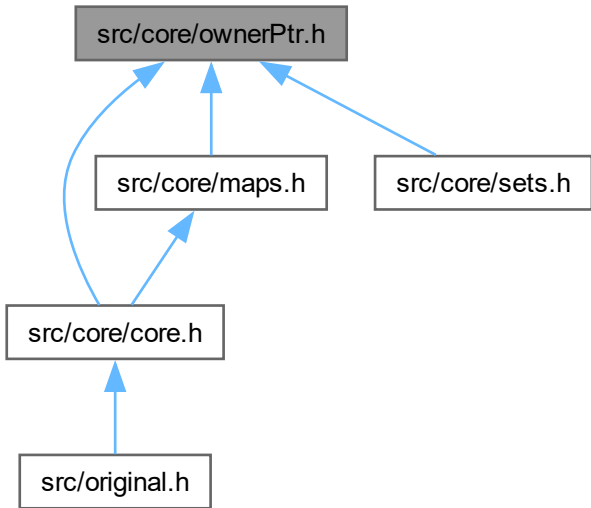 src/core/ownerPtr.h
src/core/maps.h
src/core/sets.h
src/core/core.h
src/original.h